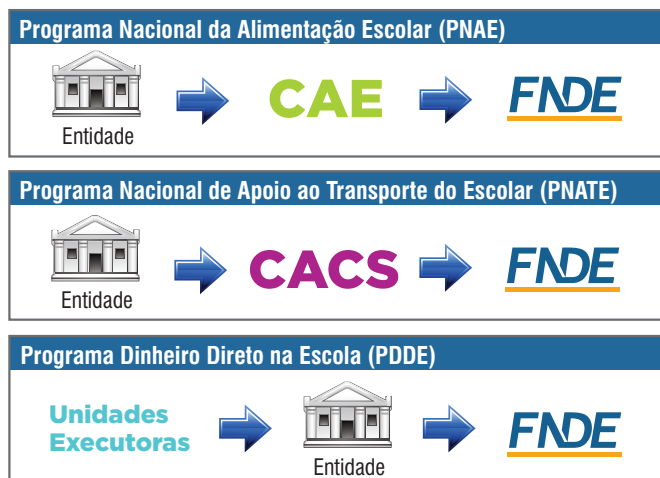 Programa Nacional da Alimentação Escolar (PNAE)
Entidade
CAE
FNDE
Programa Nacional de Apoio ao Transporte do Escolar (PNATE)
Entidade
CACS
FNDE
Programa Dinheiro Direto na Escola (PDDE)
Unidades
Executoras
Entidade
FNDE